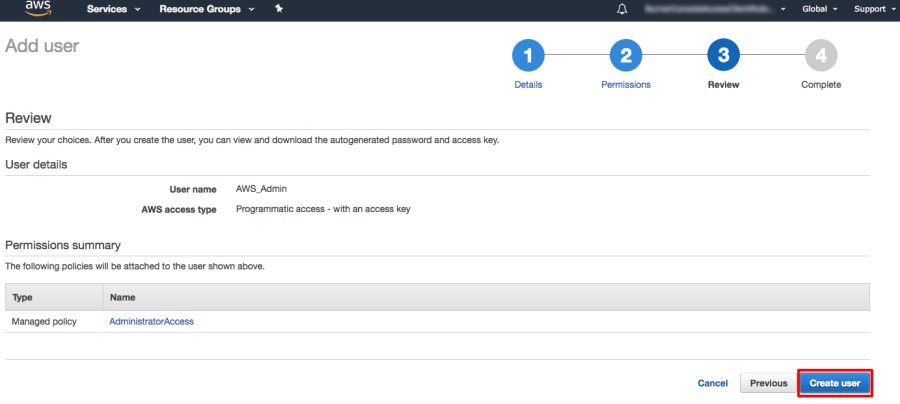 aws Services Resource Groups Global Support
Add user
1 2 3 4
Details Permissions Review Complete
Review
Review your choices. After you create the user, you can view and download the autogenerated password and access key.
User details
User name AWS_Admin
AWS access type Programmatic access - with an access key
Permissions summary
The following policies will be attached to the user shown above.
Type Name
Managed policy AdministratorAccess
Cancel Previous Create user